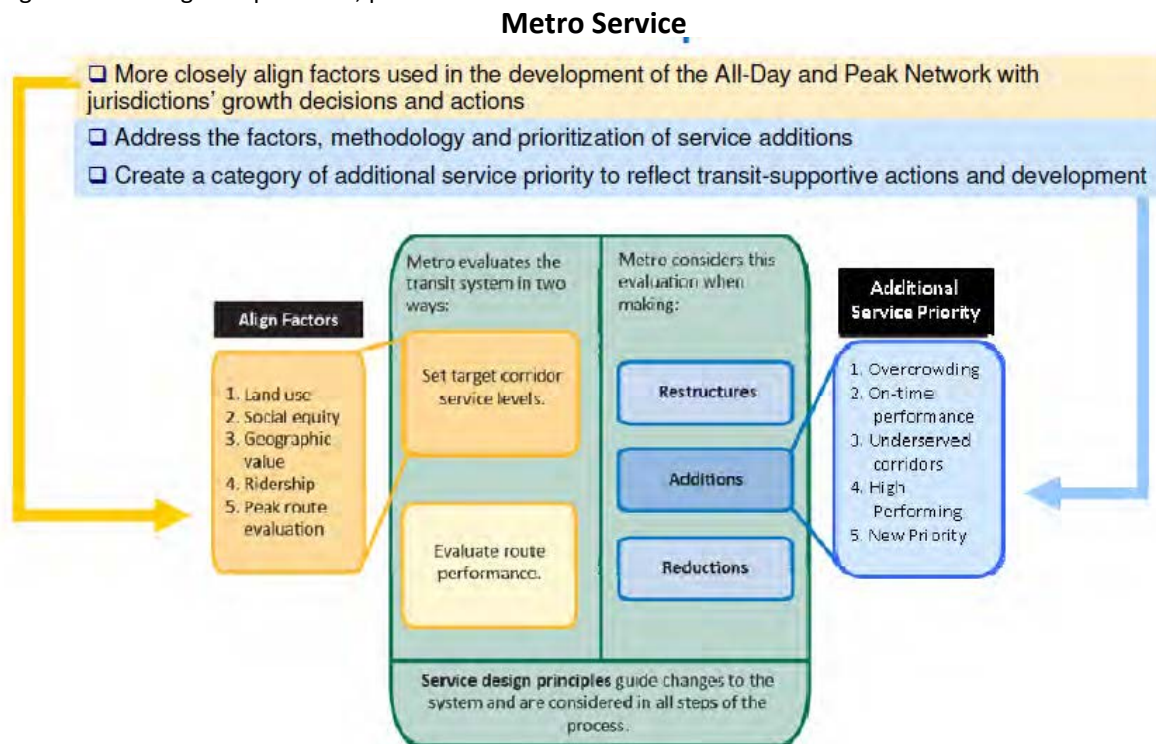 Metro Service
❑ More closely align factors used in the development of the All-Day and Peak Network with
jurisdictions' growth decisions and actions
❑ Address the factors, methodology and prioritization of service additions
❑ Create a category of additional service priority to reflect transit-supportive actions and development
Align Factors
1. Land use
2. Social equity
3. Geographic
value
4. Ridership
5. Peak route
evaluation
Metro evaluates the
transit system in two
ways:
Set target corridor
service levels.
Evaluate route
performance.
Metro considers this
evaluation when
making:
Restructures
Additions
Reductions
Additional
Service Priority
1. Overcrowding
2. On-time
performance
3. Underserved
corridors
4. High
Performing
5. New Priority
Service design principles guide changes to the
system and are considered in all steps of the
process.